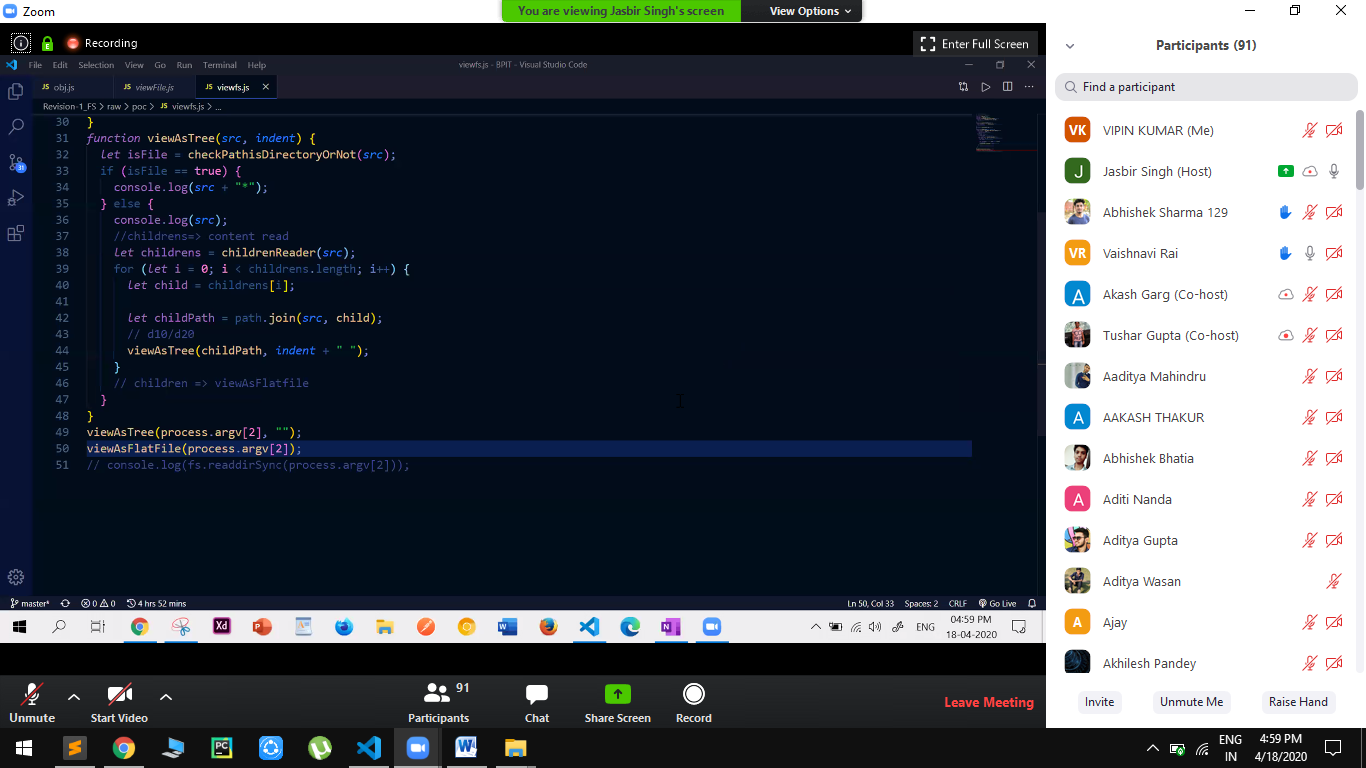 Zoom
You are viewing Jasbir Singh's screen
View Options
Recording
Enter Full Screen
File Edit Selection View Go Run Terminal Help
viewfs.js - BPIT - Visual Studio Code
JS obj.js
JS viewFile.js
JS viewfs.js
Revision-1_FS > raw > poc > JS viewfs.js > ...
30 }
31 function viewAsTree(src, indent) {
32 let isFile = checkPathisDirectoryOrNot(src);
33 if (isFile == true) {
34 console.log(src + "*");
35 } else {
36 console.log(src);
37 //childrens=> content read
38 let childrens = childrenReader(src);
39 for (let i = 0; i < childrens.length; i++) {
40 let child = childrens[i];
41
42 let childPath = path.join(src, child);
43 // d10/d20
44 viewAsTree(childPath, indent + " ");
45 }
46 // children => viewAsFlatfile
47 }
48 }
49 viewAsTree(process.argv[2], "");
50 viewAsFlatFile(process.argv[2]);
51 // console.log(fs.readdirSync(process.argv[2]));
31
master*
0
0
4 hrs 52 mins
Ln 50, Col 33
Spaces: 2
CRLF
Go Live
Xd
ENG
04:59 PM
18-04-2020
Participants (91)
Find a participant
VK VIPIN KUMAR (Me)
J Jasbir Singh (Host)
Abhishek Sharma 129
VR Vaishnavi Rai
A Akash Garg (Co-host)
Tushar Gupta (Co-host)
Aaditya Mahindru
A AAKASH THAKUR
Abhishek Bhatia
A Aditi Nanda
Aditya Gupta
Aditya Wasan
A Ajay
Akhilesh Pandey
Invite
Unmute Me
Raise Hand
Unmute
Start Video
91
Participants
Chat
Share Screen
Record
Leave Meeting
PC
ENG
IN
4:59 PM
4/18/2020